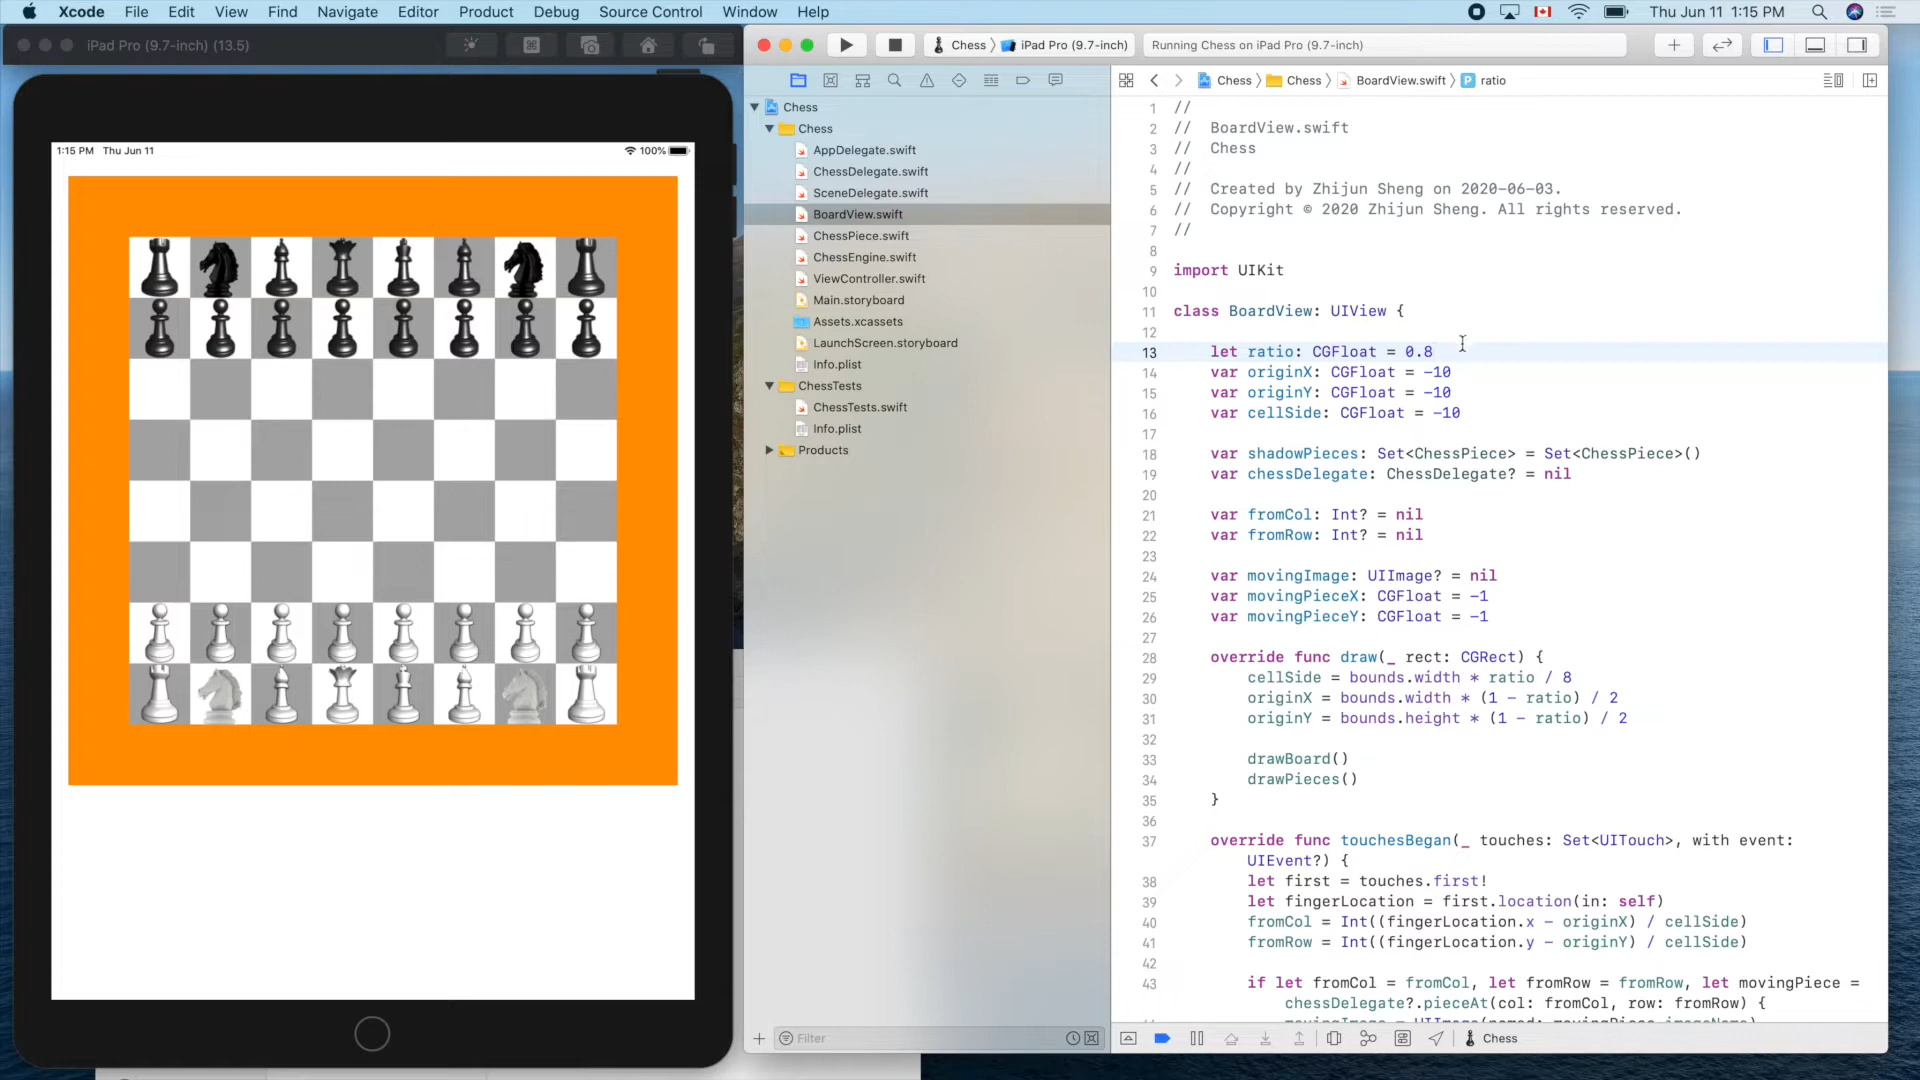 Xcode File Edit View Find Navigate Editor Product Debug Source Control Window Help Thu Jun 11 1:15 PM
iPad Pro (9.7-inch) (13.5)
Chess iPad Pro (9.7-inch) Running Chess on iPad Pro (9.7-inch)
Chess Chess BoardView.swift P ratio
1:15 PM Thu Jun 11 100%
Chess
Chess
AppDelegate.swift
ChessDelegate.swift
SceneDelegate.swift
BoardView.swift
ChessPiece.swift
ChessEngine.swift
ViewController.swift
Main.storyboard
Assets.xcassets
LaunchScreen.storyboard
Info.plist
ChessTests
ChessTests.swift
Info.plist
Products
Filter
1 //
2 // BoardView.swift
3 // Chess
4 //
5 // Created by Zhijun Sheng on 2020-06-03.
6 // Copyright © 2020 Zhijun Sheng. All rights reserved.
7 //
8
9 import UIKit
10
11 class BoardView: UIView {
12
13 let ratio: CGFloat = 0.8
14 var originX: CGFloat = -10
15 var originY: CGFloat = -10
16 var cellSide: CGFloat = -10
17
18 var shadowPieces: Set<ChessPiece> = Set<ChessPiece>()
19 var chessDelegate: ChessDelegate? = nil
20
21 var fromCol: Int? = nil
22 var fromRow: Int? = nil
23
24 var movingImage: UIImage? = nil
25 var movingPieceX: CGFloat = -1
26 var movingPieceY: CGFloat = -1
27
28 override func draw(_ rect: CGRect) {
29 cellSide = bounds.width * ratio / 8
30 originX = bounds.width * (1 - ratio) / 2
31 originY = bounds.height * (1 - ratio) / 2
32
33 drawBoard()
34 drawPieces()
35 }
36
37 override func touchesBegan(_ touches: Set<UITouch>, with event:
UIEvent?) {
38 let first = touches.first!
39 let fingerLocation = first.location(in: self)
40 fromCol = Int((fingerLocation.x - originX) / cellSide)
41 fromRow = Int((fingerLocation.y - originY) / cellSide)
42
43 if let fromCol = fromCol, let fromRow = fromRow, let movingPiece =
chessDelegate?.pieceAt(col: fromCol, row: fromRow) {
movingImage = UIImage(named: movingPiece.imageName)
Chess